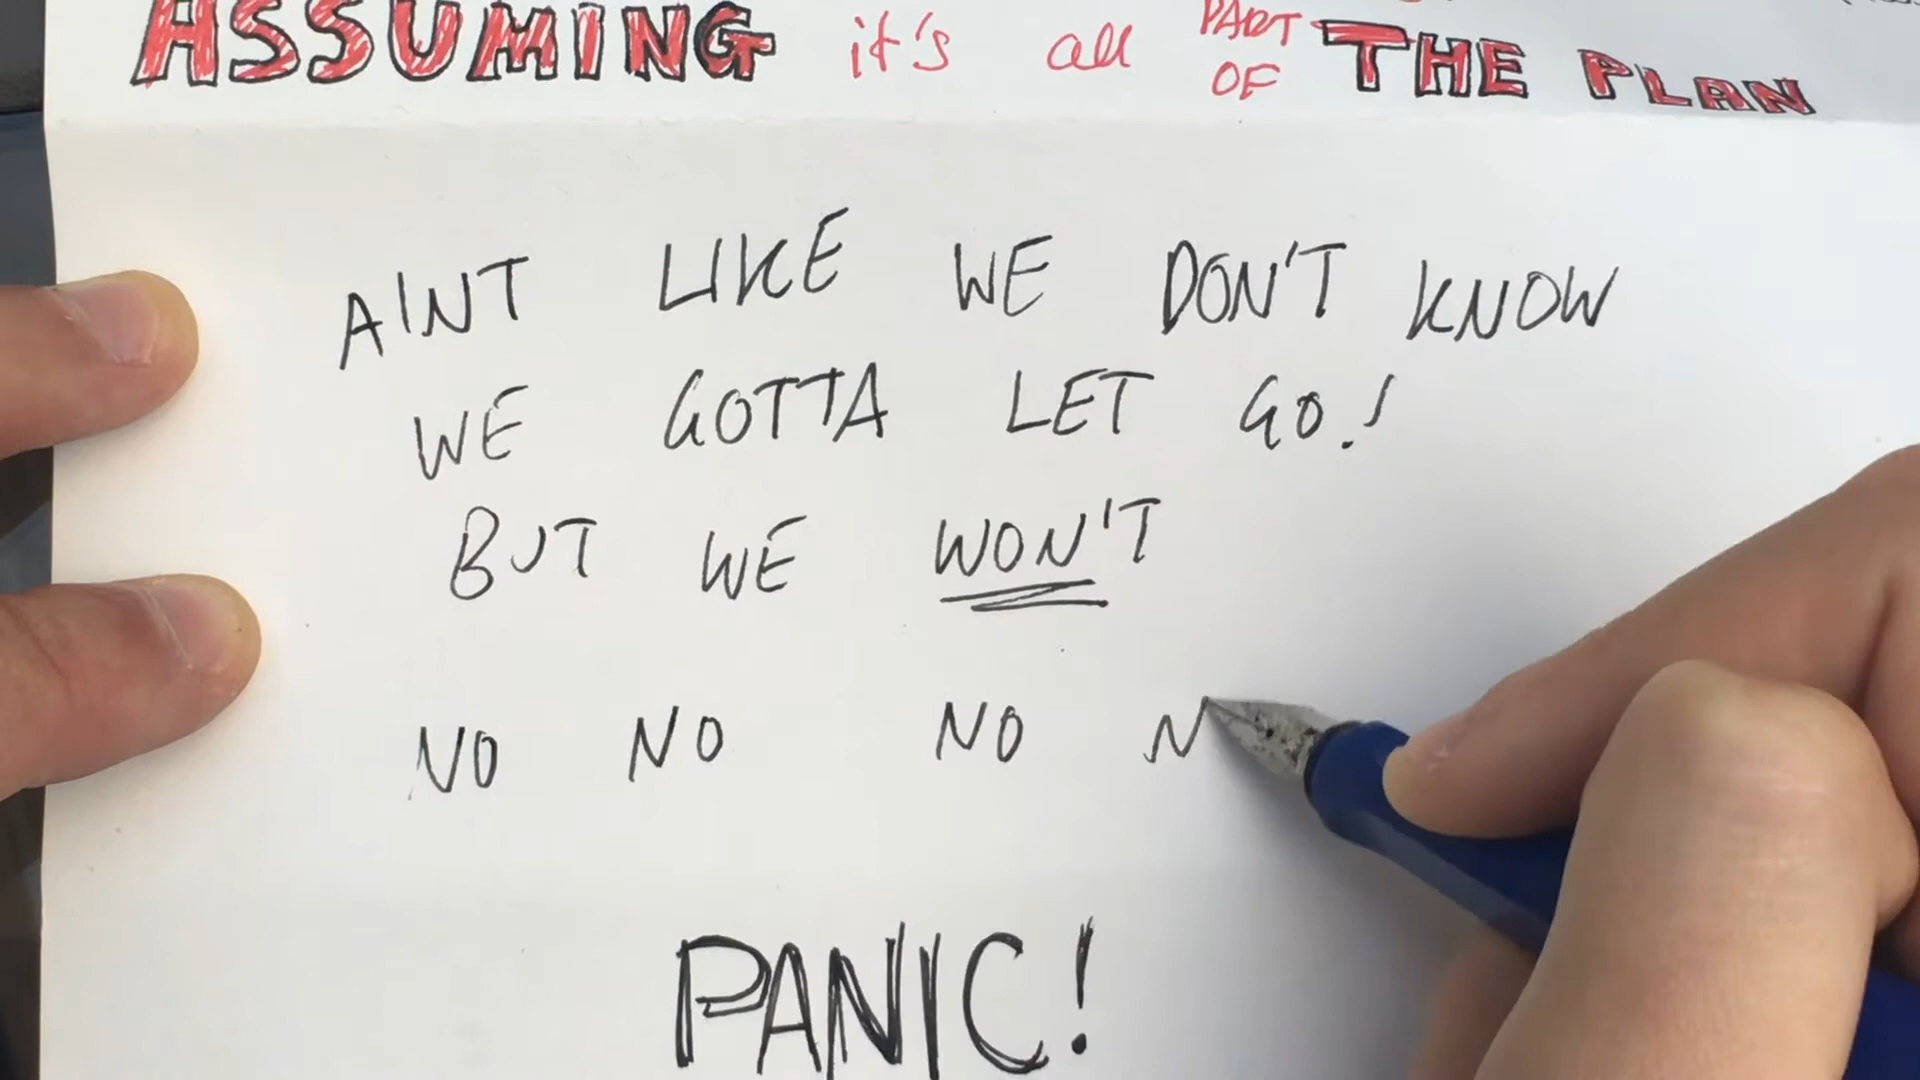 ASSUMING it's all PART OF THE PLAN
AINT LIKE WE DON'T KNOW
WE GOTTA LET GO!
BUT WE WON'T
NO NO NO N
PANIC!